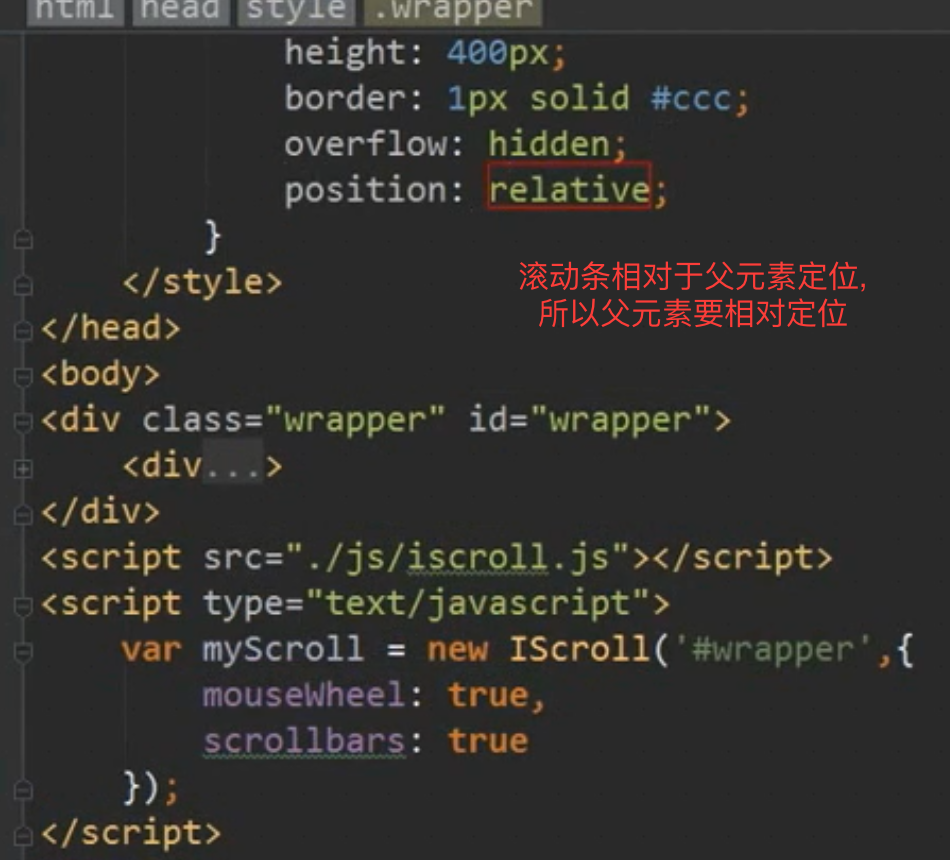 html head style .wrapper
height: 400px;
border: 1px solid #ccc;
overflow: hidden;
position: relative;
}
</style>
滚动条相对于父元素定位,
所以父元素要相对定位
</head>
<body>
<div class="wrapper" id="wrapper">
<div...>
</div>
<script src="./js/iscroll.js"></script>
<script type="text/javascript">
var myScroll = new IScroll('#wrapper',{
mouseWheel: true,
scrollbars: true
});
</script>